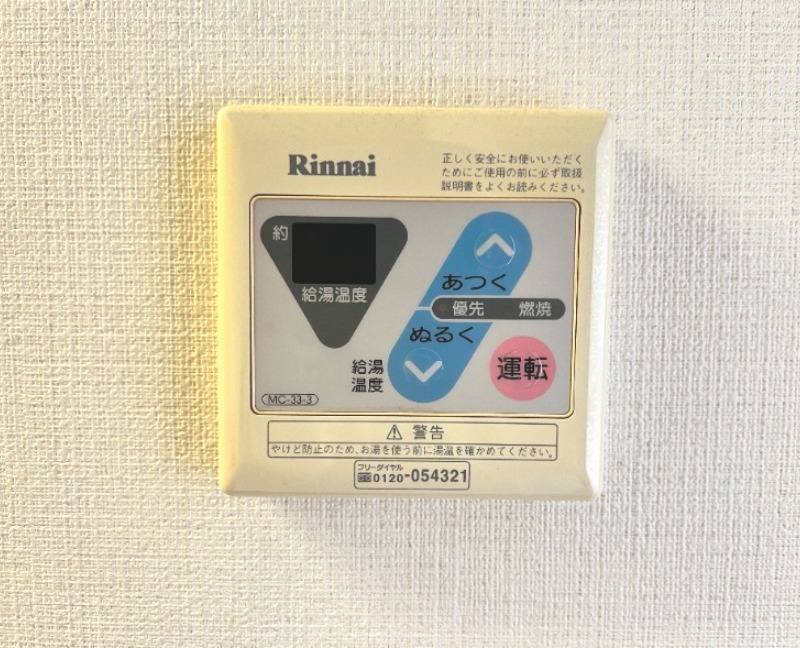 Rinnai
正しく安全にお使いいただく
ためにご使用の前に必ず取扱
説明書をよくお読みください。
約
給湯温度
あつく
優先 燃焼
ぬるく
給湯
温度
運転
MC-33-3
警告
やけど防止のため、お湯を使う前に湯温を確かめてください。
フリーダイヤル
0120-054321